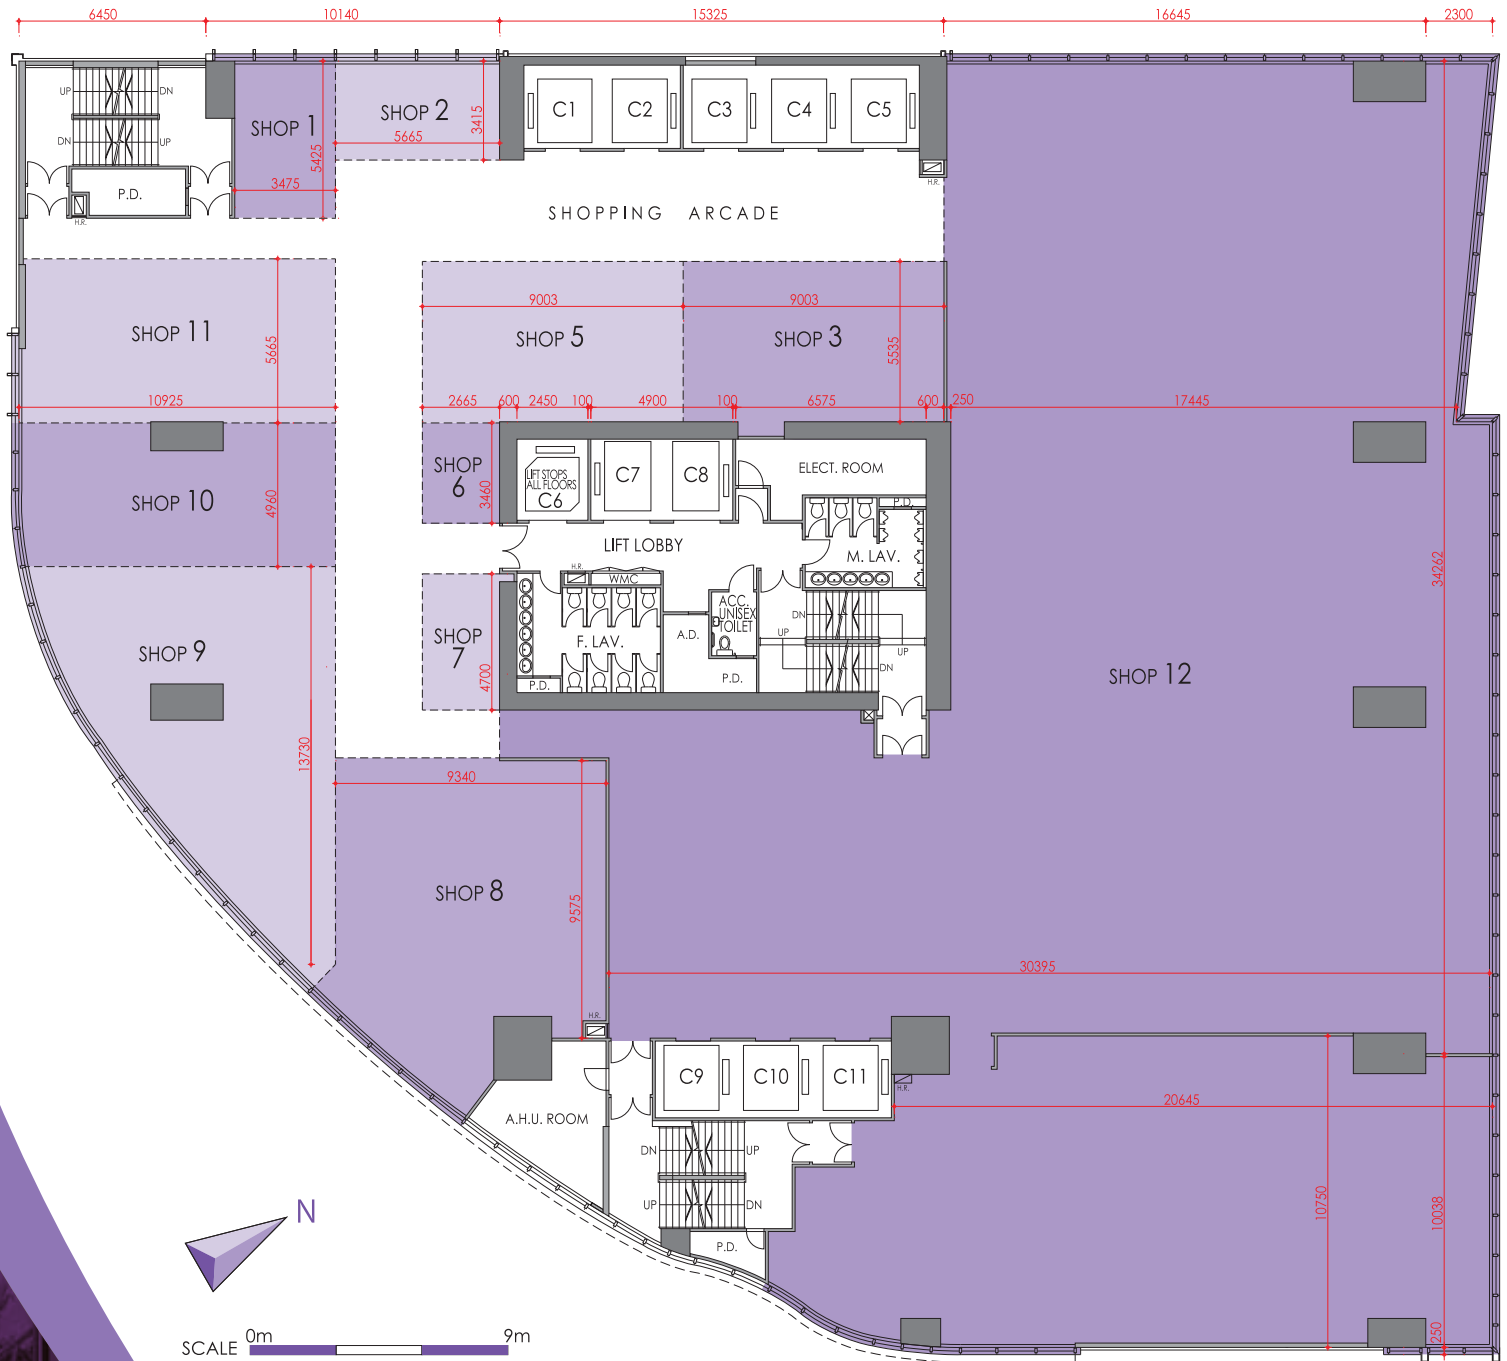 6450 10140 15325 16645 2300
UP DN
DN UP
P.D.
H.R.
SHOP 1
5425
3475
SHOP 2
5665
3415
C1 C2 C3 C4 C5
H.R.
SHOPPING ARCADE
SHOP 11
5665
10925
9003 9003
SHOP 5
SHOP 3
5535
2665 600 2450 100 4900 100 6575 600 250 17445
SHOP 10
4960
SHOP
6
3460
LIFT STOPS
ALL FLOORS
C6
C7 C8
ELECT. ROOM
P.D.
LIFT LOBBY
M. LAV.
H.R.
WMC
34262
SHOP 9
13730
SHOP
7
4700
F. LAV.
P.D.
A.D.
ACC.
UNISEX
TOILET
P.D.
DN
UP
UP
DN
SHOP 12
9340
SHOP 8
9575
30395
H.R.
A.H.U. ROOM
C9 C10 C11
H.R.
20645
DN UP
UP DN
P.D.
10750
10038
250
N
SCALE 0m 9m